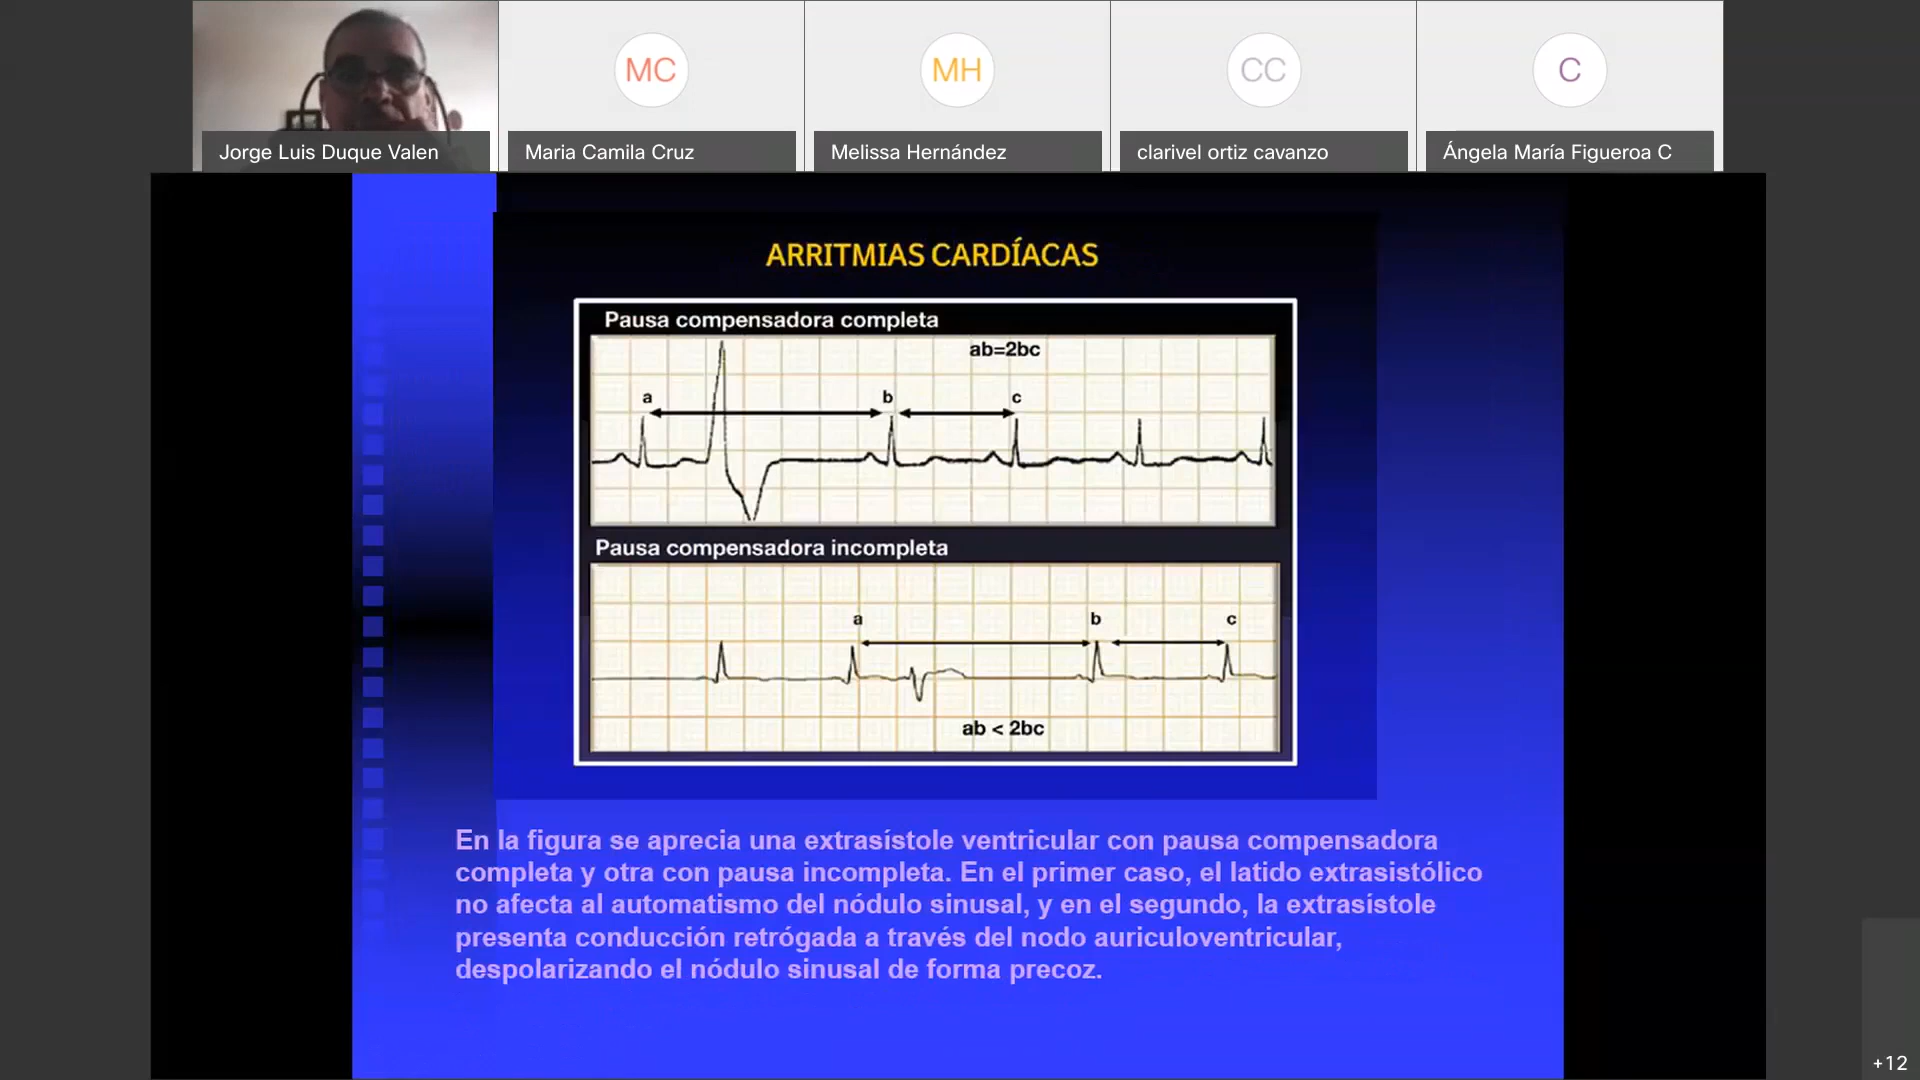 MC
MH
CC
C
Jorge Luis Duque Valen
Maria Camila Cruz
Melissa Hernández
clarivel ortiz cavanzo
Ángela María Figueroa C
ARRITMIAS CARDÍACAS
Pausa compensadora completa
ab=2bc
a
b
c
Pausa compensadora incompleta
a
b
c
ab < 2bc
En la figura se aprecia una extrasístole ventricular con pausa compensadora
completa y otra con pausa incompleta. En el primer caso, el latido extrasistólico
no afecta al automatismo del nódulo sinusal, y en el segundo, la extrasistole
presenta conducción retrógada a través del nodo auriculoventricular,
despolarizando el nódulo sinusal de forma precoz.
+12